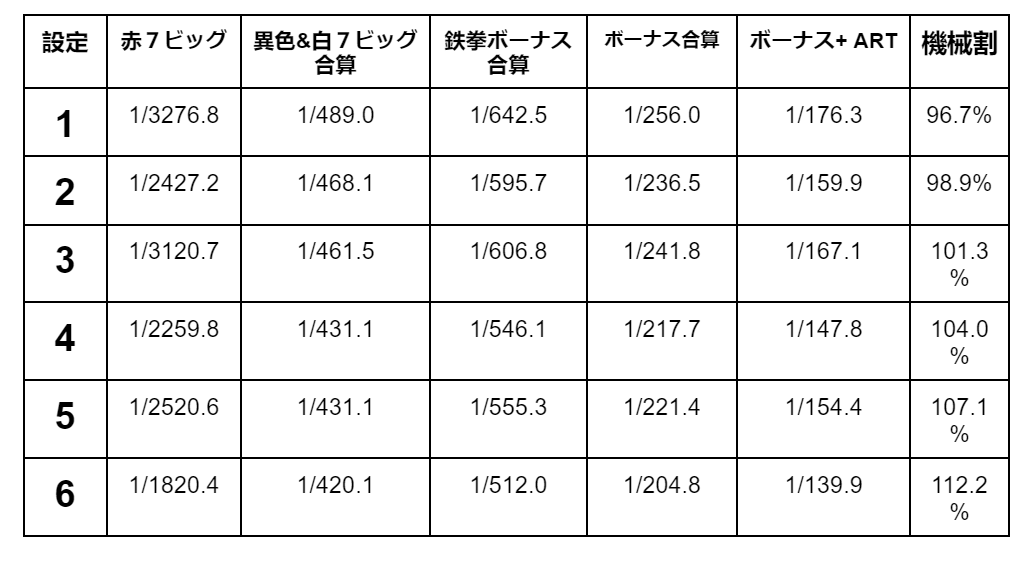 設定 赤７ビッグ 異色&白７ビッグ 鉄拳ボーナス ボーナス合算 ボーナス+ ART 機械割
合算 合算
1 1/3276.8 1/489.0 1/642.5 1/256.0 1/176.3 96.7%
2 1/2427.2 1/468.1 1/595.7 1/236.5 1/159.9 98.9%
3 1/3120.7 1/461.5 1/606.8 1/241.8 1/167.1 101.3
%
4 1/2259.8 1/431.1 1/546.1 1/217.7 1/147.8 104.0
%
5 1/2520.6 1/431.1 1/555.3 1/221.4 1/154.4 107.1
%
6 1/1820.4 1/420.1 1/512.0 1/204.8 1/139.9 112.2
%